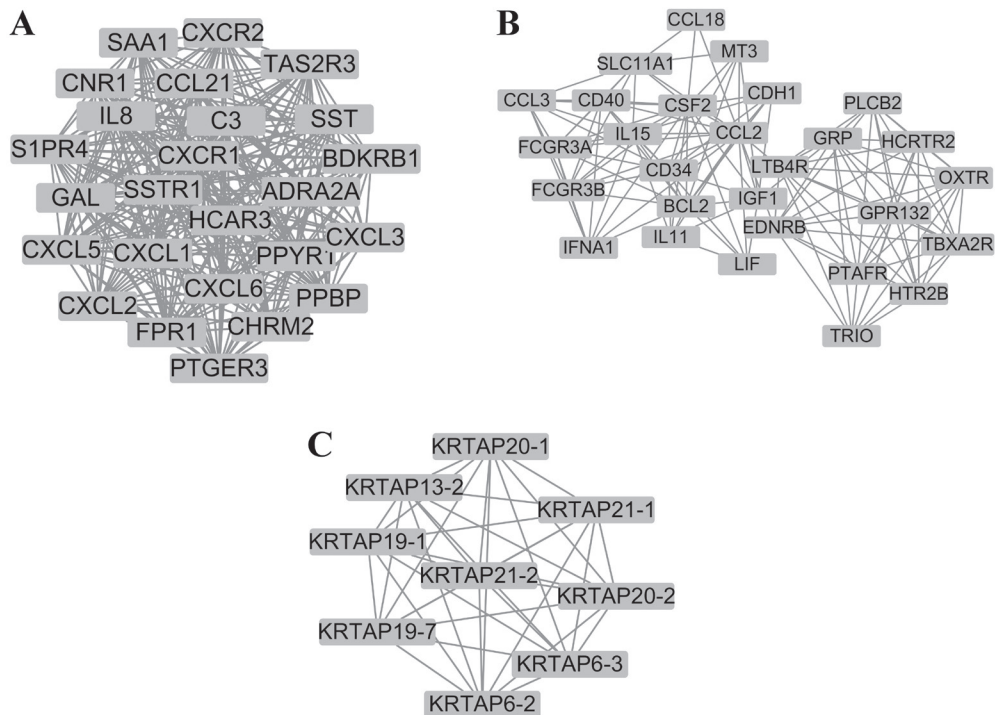 A
SAA1
CXCR2
TAS2R3
CNR1
CCL21
IL8
C3
SST
S1PR4
CXCR1
BDKRB1
GAL
SSTR1
ADRA2A
HCAR3
CXCL5
CXCL1
PPYR1
CXCL3
CXCL6
CXCL2
PPBP
FPR1
CHRM2
PTGER3
B
CCL18
MT3
SLC11A1
CCL3
CD40
CSF2
CDH1
PLCB2
IL15
CCL2
GRP
HCRTR2
FCGR3A
CD34
LTB4R
OXTR
FCGR3B
BCL2
IGF1
GPR132
IFNA1
IL11
EDNRB
TBXA2R
LIF
PTAFR
HTR2B
TRIO
C
KRTAP20-1
KRTAP13-2
KRTAP21-1
KRTAP19-1
KRTAP21-2
KRTAP20-2
KRTAP19-7
KRTAP6-3
KRTAP6-2